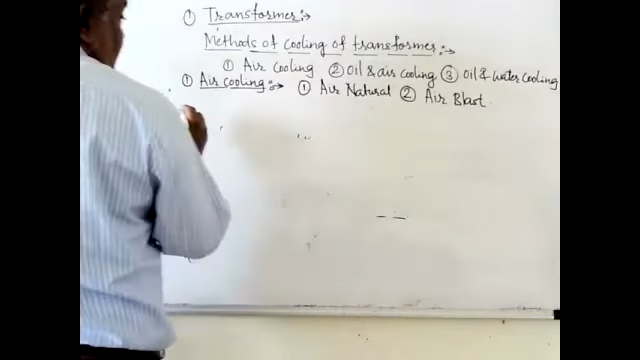 ① Transformer :→
Methods of cooling of transformer :→
① Air cooling ② Oil & air cooling ③ Oil & water cooling
① Air cooling :→ ① Air Natural ② Air Blast